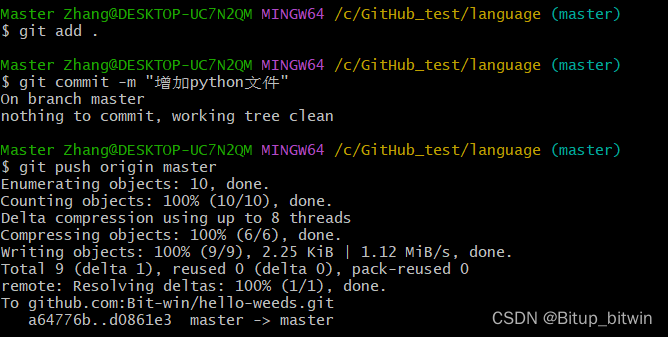 Master Zhang@DESKTOP-UC7N2QM MINGW64 /c/GitHub_test/language (master)
$ git add .
Master Zhang@DESKTOP-UC7N2QM MINGW64 /c/GitHub_test/language (master)
$ git commit -m "增加python文件"
On branch master
nothing to commit, working tree clean
Master Zhang@DESKTOP-UC7N2QM MINGW64 /c/GitHub_test/language (master)
$ git push origin master
Enumerating objects: 10, done.
Counting objects: 100% (10/10), done.
Delta compression using up to 8 threads
Compressing objects: 100% (6/6), done.
Writing objects: 100% (9/9), 2.25 KiB | 1.12 MiB/s, done.
Total 9 (delta 1), reused 0 (delta 0), pack-reused 0
remote: Resolving deltas: 100% (1/1), done.
To github.com:Bit-win/hello-weeds.git
   a64776b..d0861e3  master -> master
CSDN @Bitup_bitwin